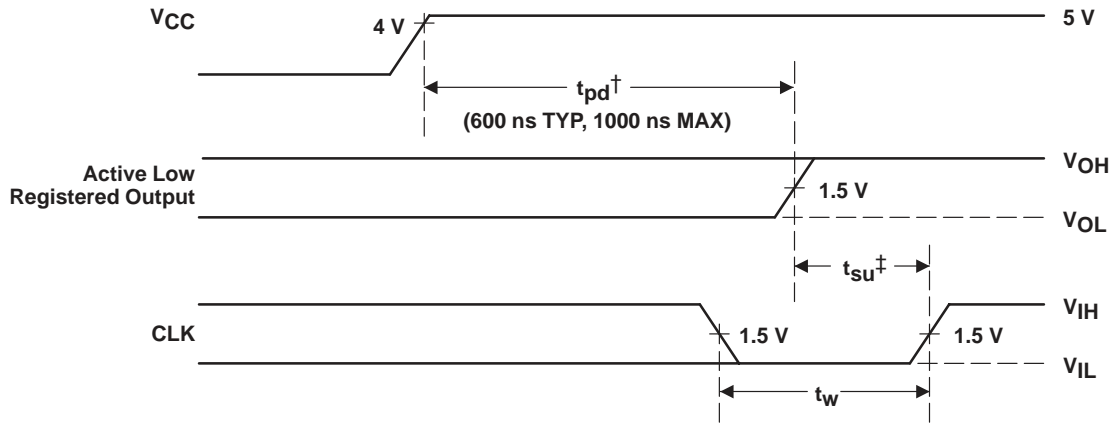 VCC
4 V
5 V
tpd†
(600 ns TYP, 1000 ns MAX)
Active Low
Registered Output
VOH
1.5 V
VOL
tsu‡
CLK
VIH
1.5 V
1.5 V
VIL
tw